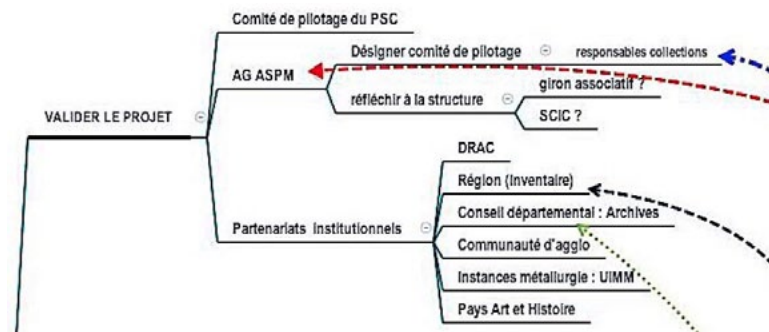 Comité de pilotage du PSC
Désigner comité de pilotage
responsables collections
AG ASPM
giron associatif ?
réfléchir à la structure
SCIC ?
VALIDER LE PROJET
DRAC
Région (Inventaire)
Conseil départemental : Archives
Partenariats institutionnels
Communauté d'agglo
Instances métallurgie : UIMM
Pays Art et Histoire